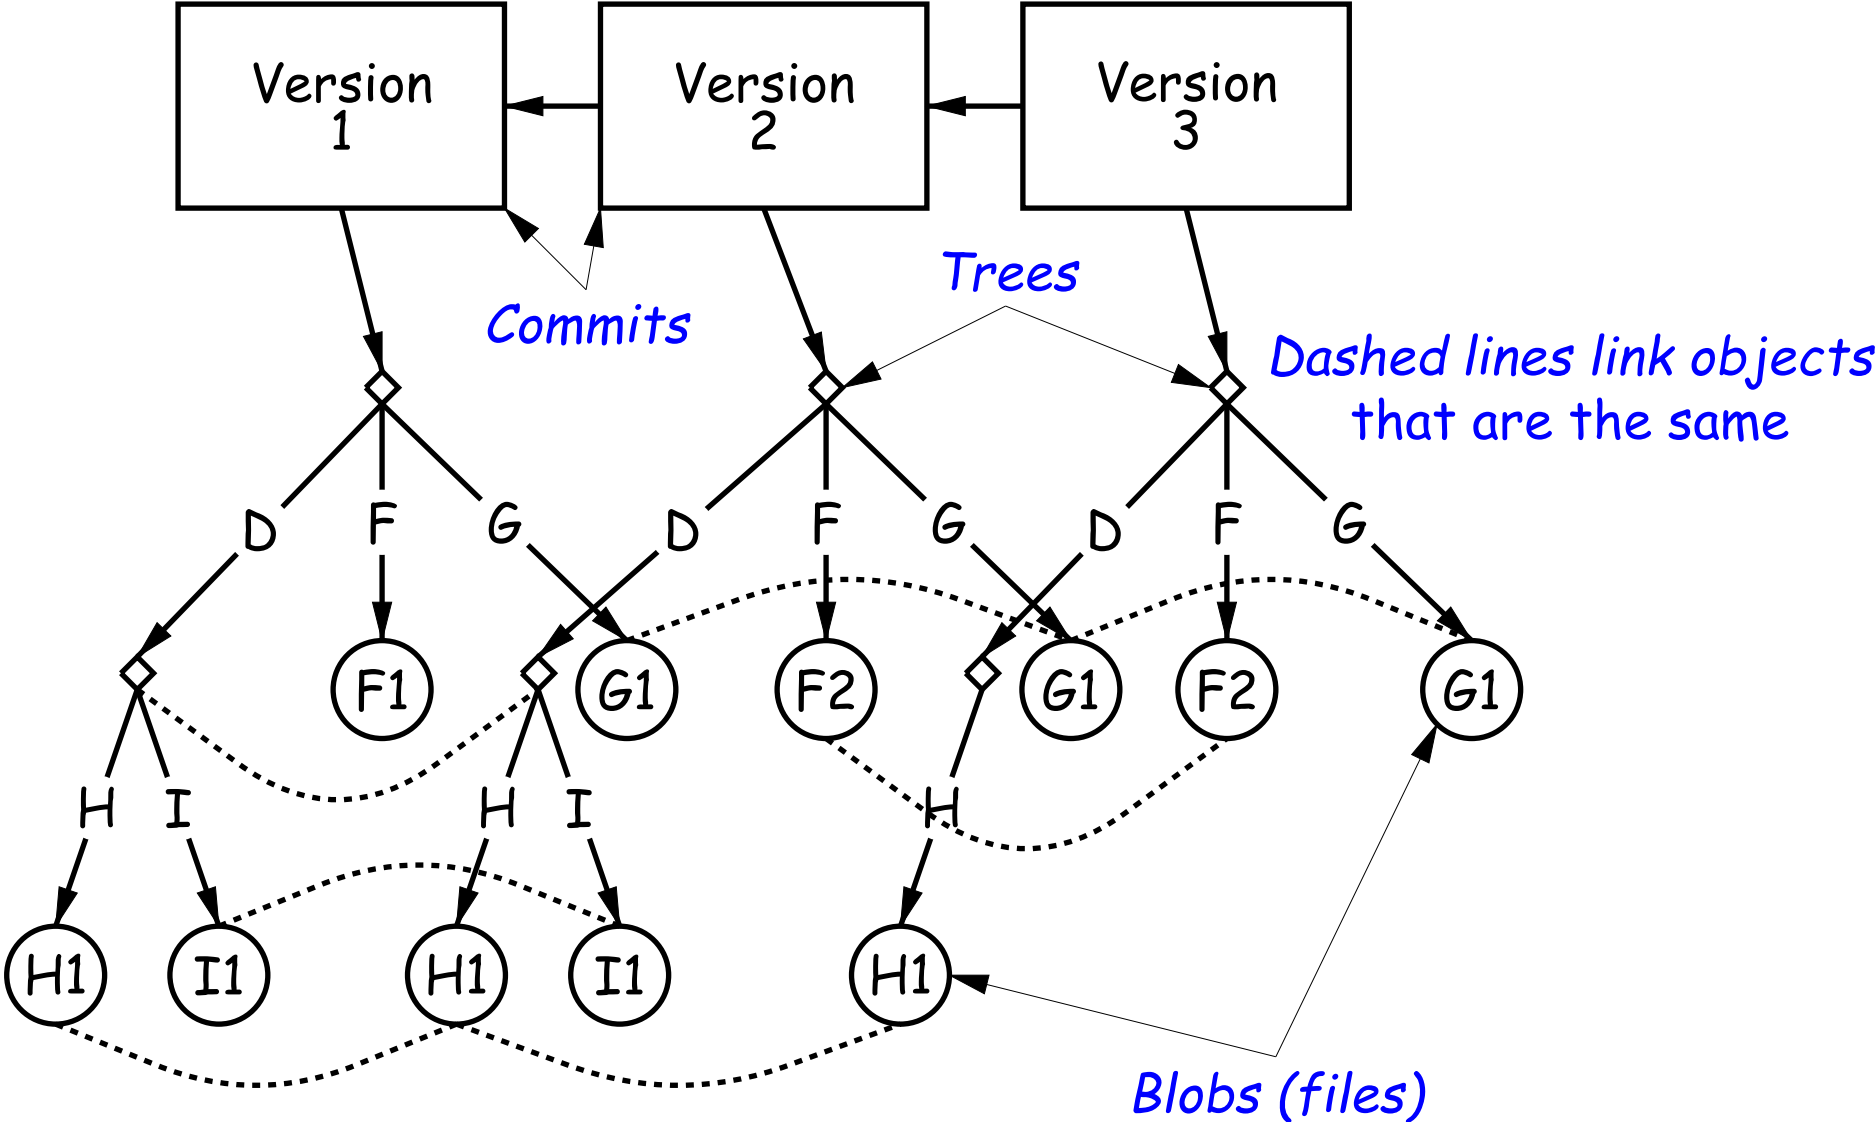 Version
1
Version
2
Version
3
Commits
Trees
Dashed lines link objects
that are the same
D
F
G
D
F
G
D
F
G
F1
G1
F2
G1
F2
G1
H
I
H
I
H
H1
I1
H1
I1
H1
Blobs (files)